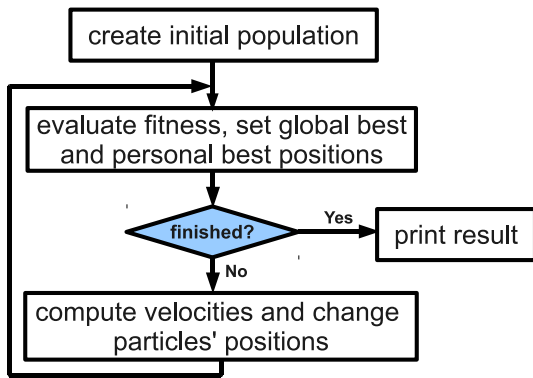 create initial population
evaluate fitness, set global best
and personal best positions
finished?
Yes
print result
No
compute velocities and change
particles' positions